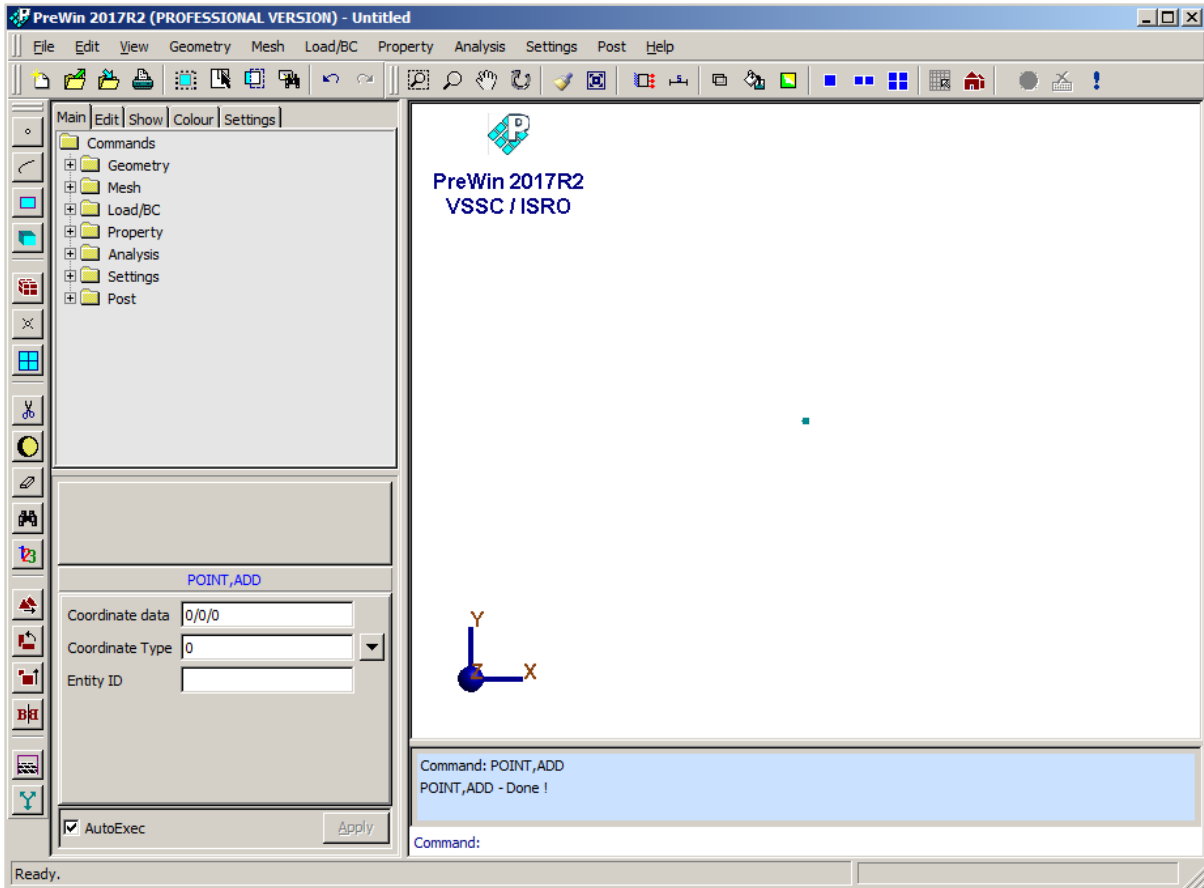 PreWin 2017R2 (PROFESSIONAL VERSION) - Untitled
File Edit View Geometry Mesh Load/BC Property Analysis Settings Post Help
Main Edit Show Colour Settings
Commands
Geometry
Mesh
Load/BC
Property
Analysis
Settings
Post
123
B
POINT,ADD
Coordinate data 0/0/0
Coordinate Type 0
Entity ID
AutoExec Apply
P
PreWin 2017R2
VSSC / ISRO
Y
Z X
Command: POINT,ADD
POINT,ADD - Done !
Command:
Ready.